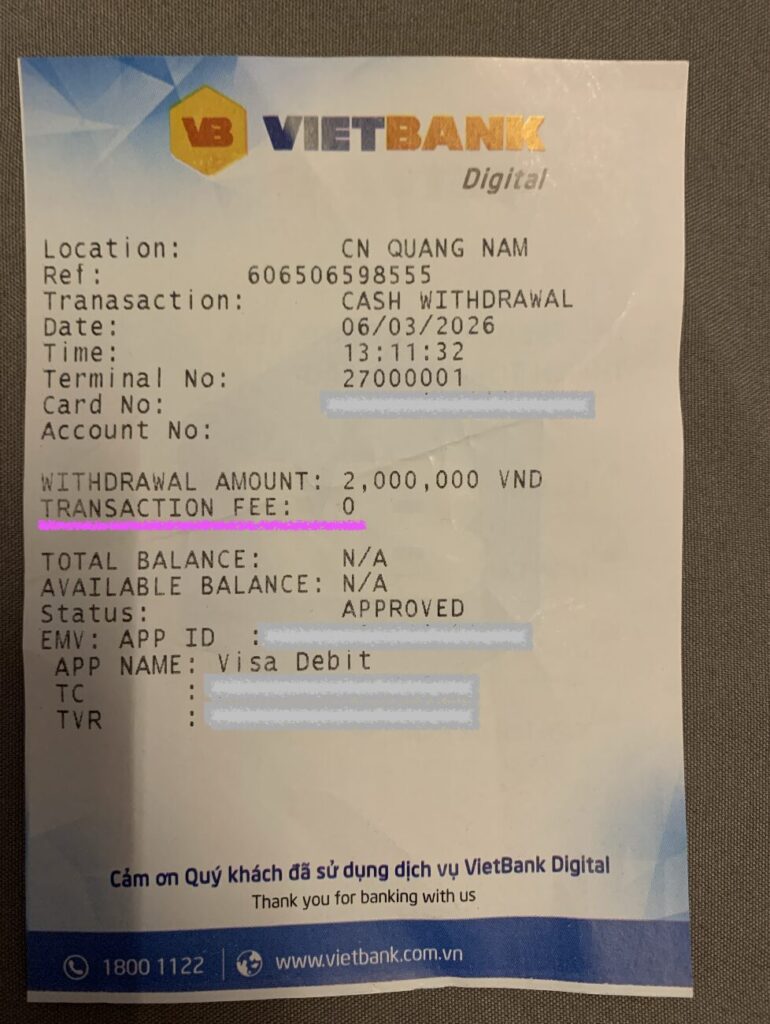 VB VIETBANK
Digital
Location: CN QUANG NAM
Ref: 606506598555
Tranasaction: CASH WITHDRAWAL
Date: 06/03/2026
Time: 13:11:32
Terminal No: 27000001
Card No:
Account No:
WITHDRAWAL AMOUNT: 2,000,000 VND
TRANSACTION FEE: 0
TOTAL BALANCE: N/A
AVAILABLE BALANCE: N/A
Status: APPROVED
EMV: APP ID :
APP NAME: Visa Debit
TC :
TVR :
Cảm ơn Quý khách đã sử dụng dịch vụ VietBank Digital
Thank you for banking with us
1800 1122 | www.vietbank.com.vn